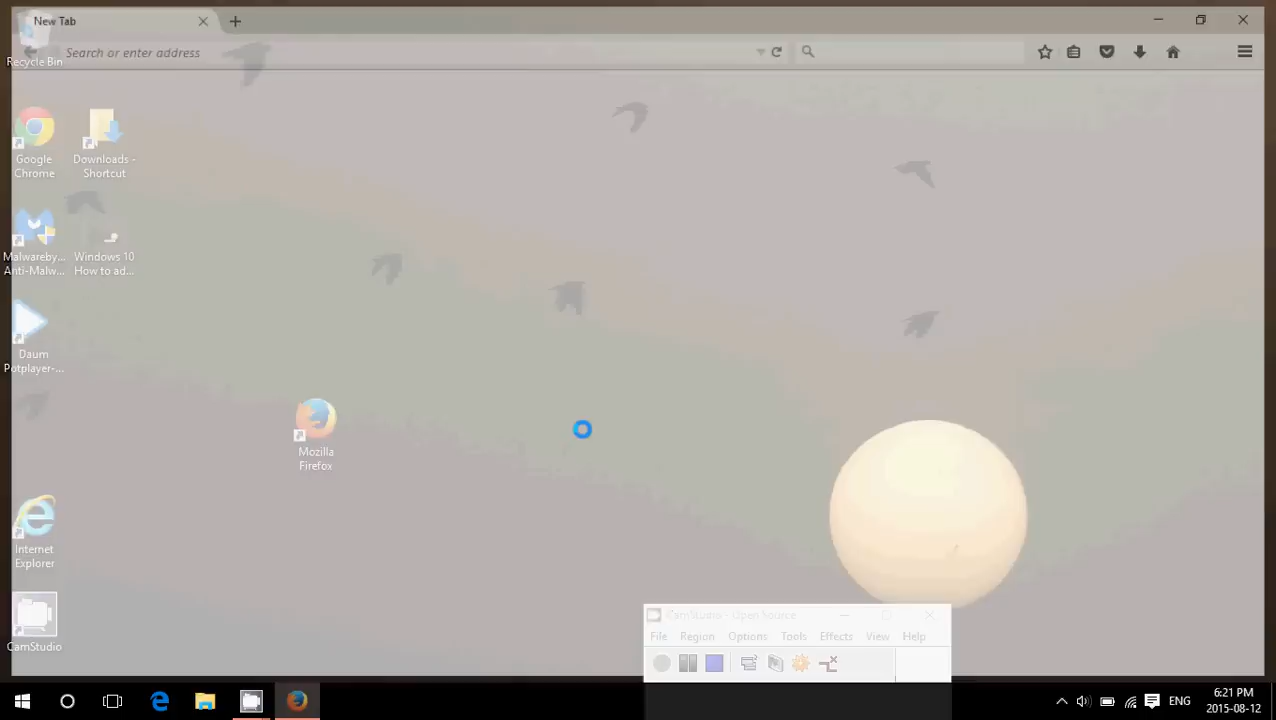 New Tab
Search or enter address
Recycle Bin
Google
Chrome
Downloads -
Shortcut
Malwareby...
Anti-Malw...
Windows 10
How to ad...
Daum
Potplayer-...
Mozilla
Firefox
Internet
Explorer
CamStudio
CamStudio - Open Source
File Region Options Tools Effects View Help
ENG
6:21 PM
2015-08-12